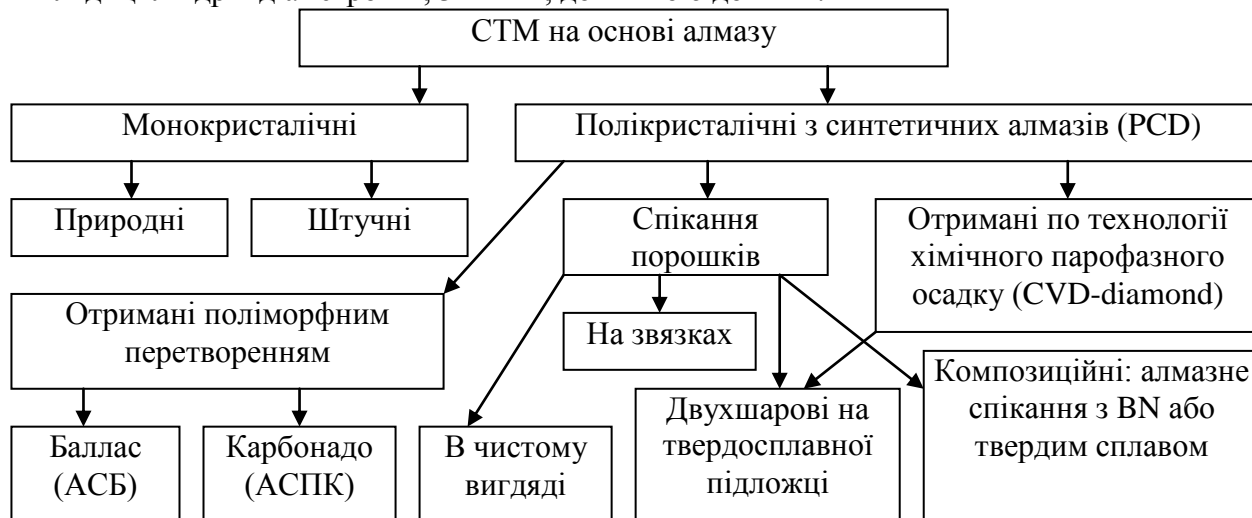 СТМ на основі алмазу
Монокристалічні
Полікристалічні з синтетичних алмазів (PCD)
Природні
Штучні
Спікання
порошків
Отримані по технології
хімічного парофазного
осадку (CVD-diamond)
Отримані поліморфним
перетворенням
На звязках
Композиційні: алмазне
спікання з BN або
твердим сплавом
Баллас
(АСБ)
Карбонадо
(АСПК)
В чистому
вигдяді
Двухшарові на
твердосплавної
підложці